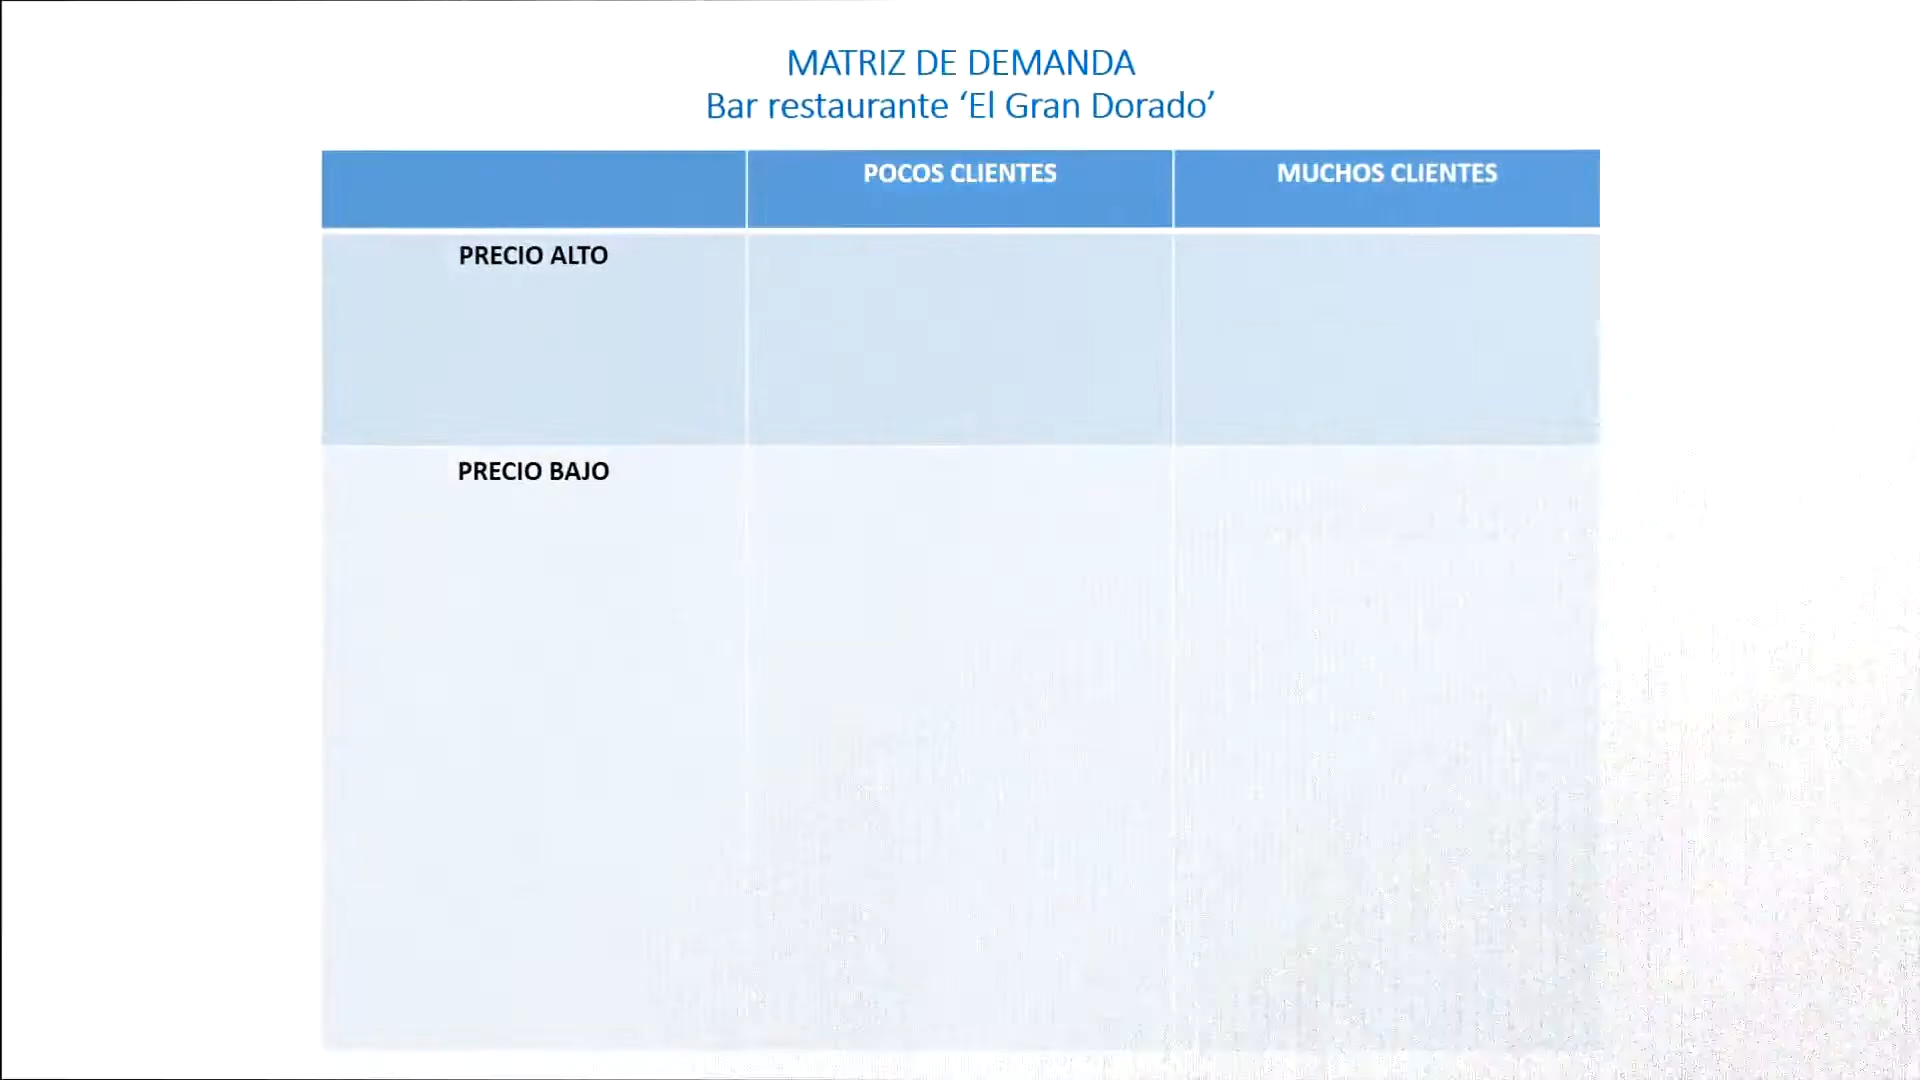 MATRIZ DE DEMANDA
Bar restaurante ‘El Gran Dorado’
POCOS CLIENTES
MUCHOS CLIENTES
PRECIO ALTO
PRECIO BAJO